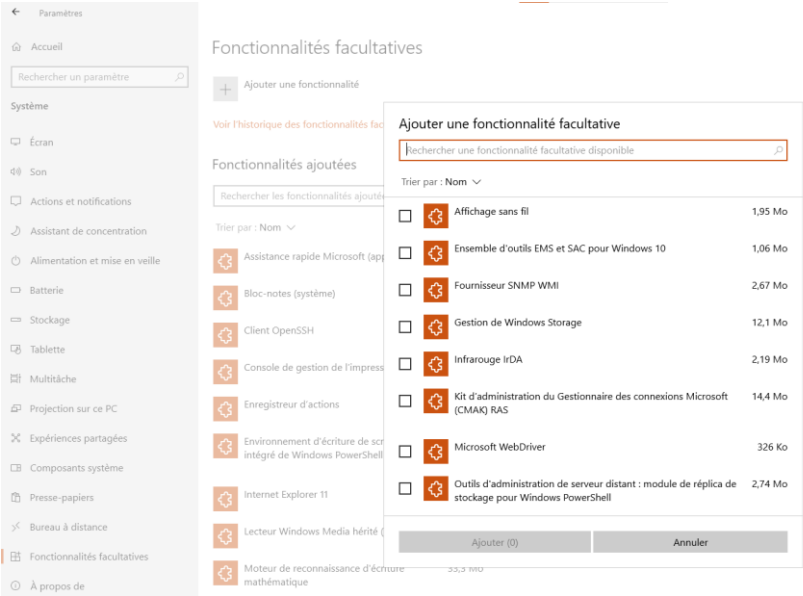 Paramètres
Accueil
Rechercher un paramètre
Système
Écran
Son
Actions et notifications
Assistant de concentration
Alimentation et mise en veille
Batterie
Stockage
Tablette
Multitâche
Projection sur ce PC
Expériences partagées
Composants système
Presse-papiers
Bureau à distance
Fonctionnalités facultatives
À propos de
Fonctionnalités facultatives
Ajouter une fonctionnalité
Voir l'historique des fonctionnalités fac
Fonctionnalités ajoutées
Rechercher les fonctionnalités ajoutée
Trier par : Nom
Assistance rapide Microsoft (app
Bloc-notes (système)
Client OpenSSH
Console de gestion de l'impress
Enregistreur d'actions
Environnement d'écriture de scr
intégré de Windows PowerShell
Internet Explorer 11
Lecteur Windows Media hérité (
Moteur de reconnaissance d'écriture 33,3 Mo
mathématique
Ajouter une fonctionnalité facultative
Rechercher une fonctionnalité facultative disponible
Trier par : Nom
Affichage sans fil 1,95 Mo
Ensemble d'outils EMS et SAC pour Windows 10 1,06 Mo
Fournisseur SNMP WMI 2,67 Mo
Gestion de Windows Storage 12,1 Mo
Infrarouge IrDA 2,19 Mo
Kit d'administration du Gestionnaire des connexions Microsoft 14,4 Mo
(CMAK) RAS
Microsoft WebDriver 326 Ko
Outils d'administration de serveur distant : module de réplica de 2,74 Mo
stockage pour Windows PowerShell
Ajouter (0) Annuler